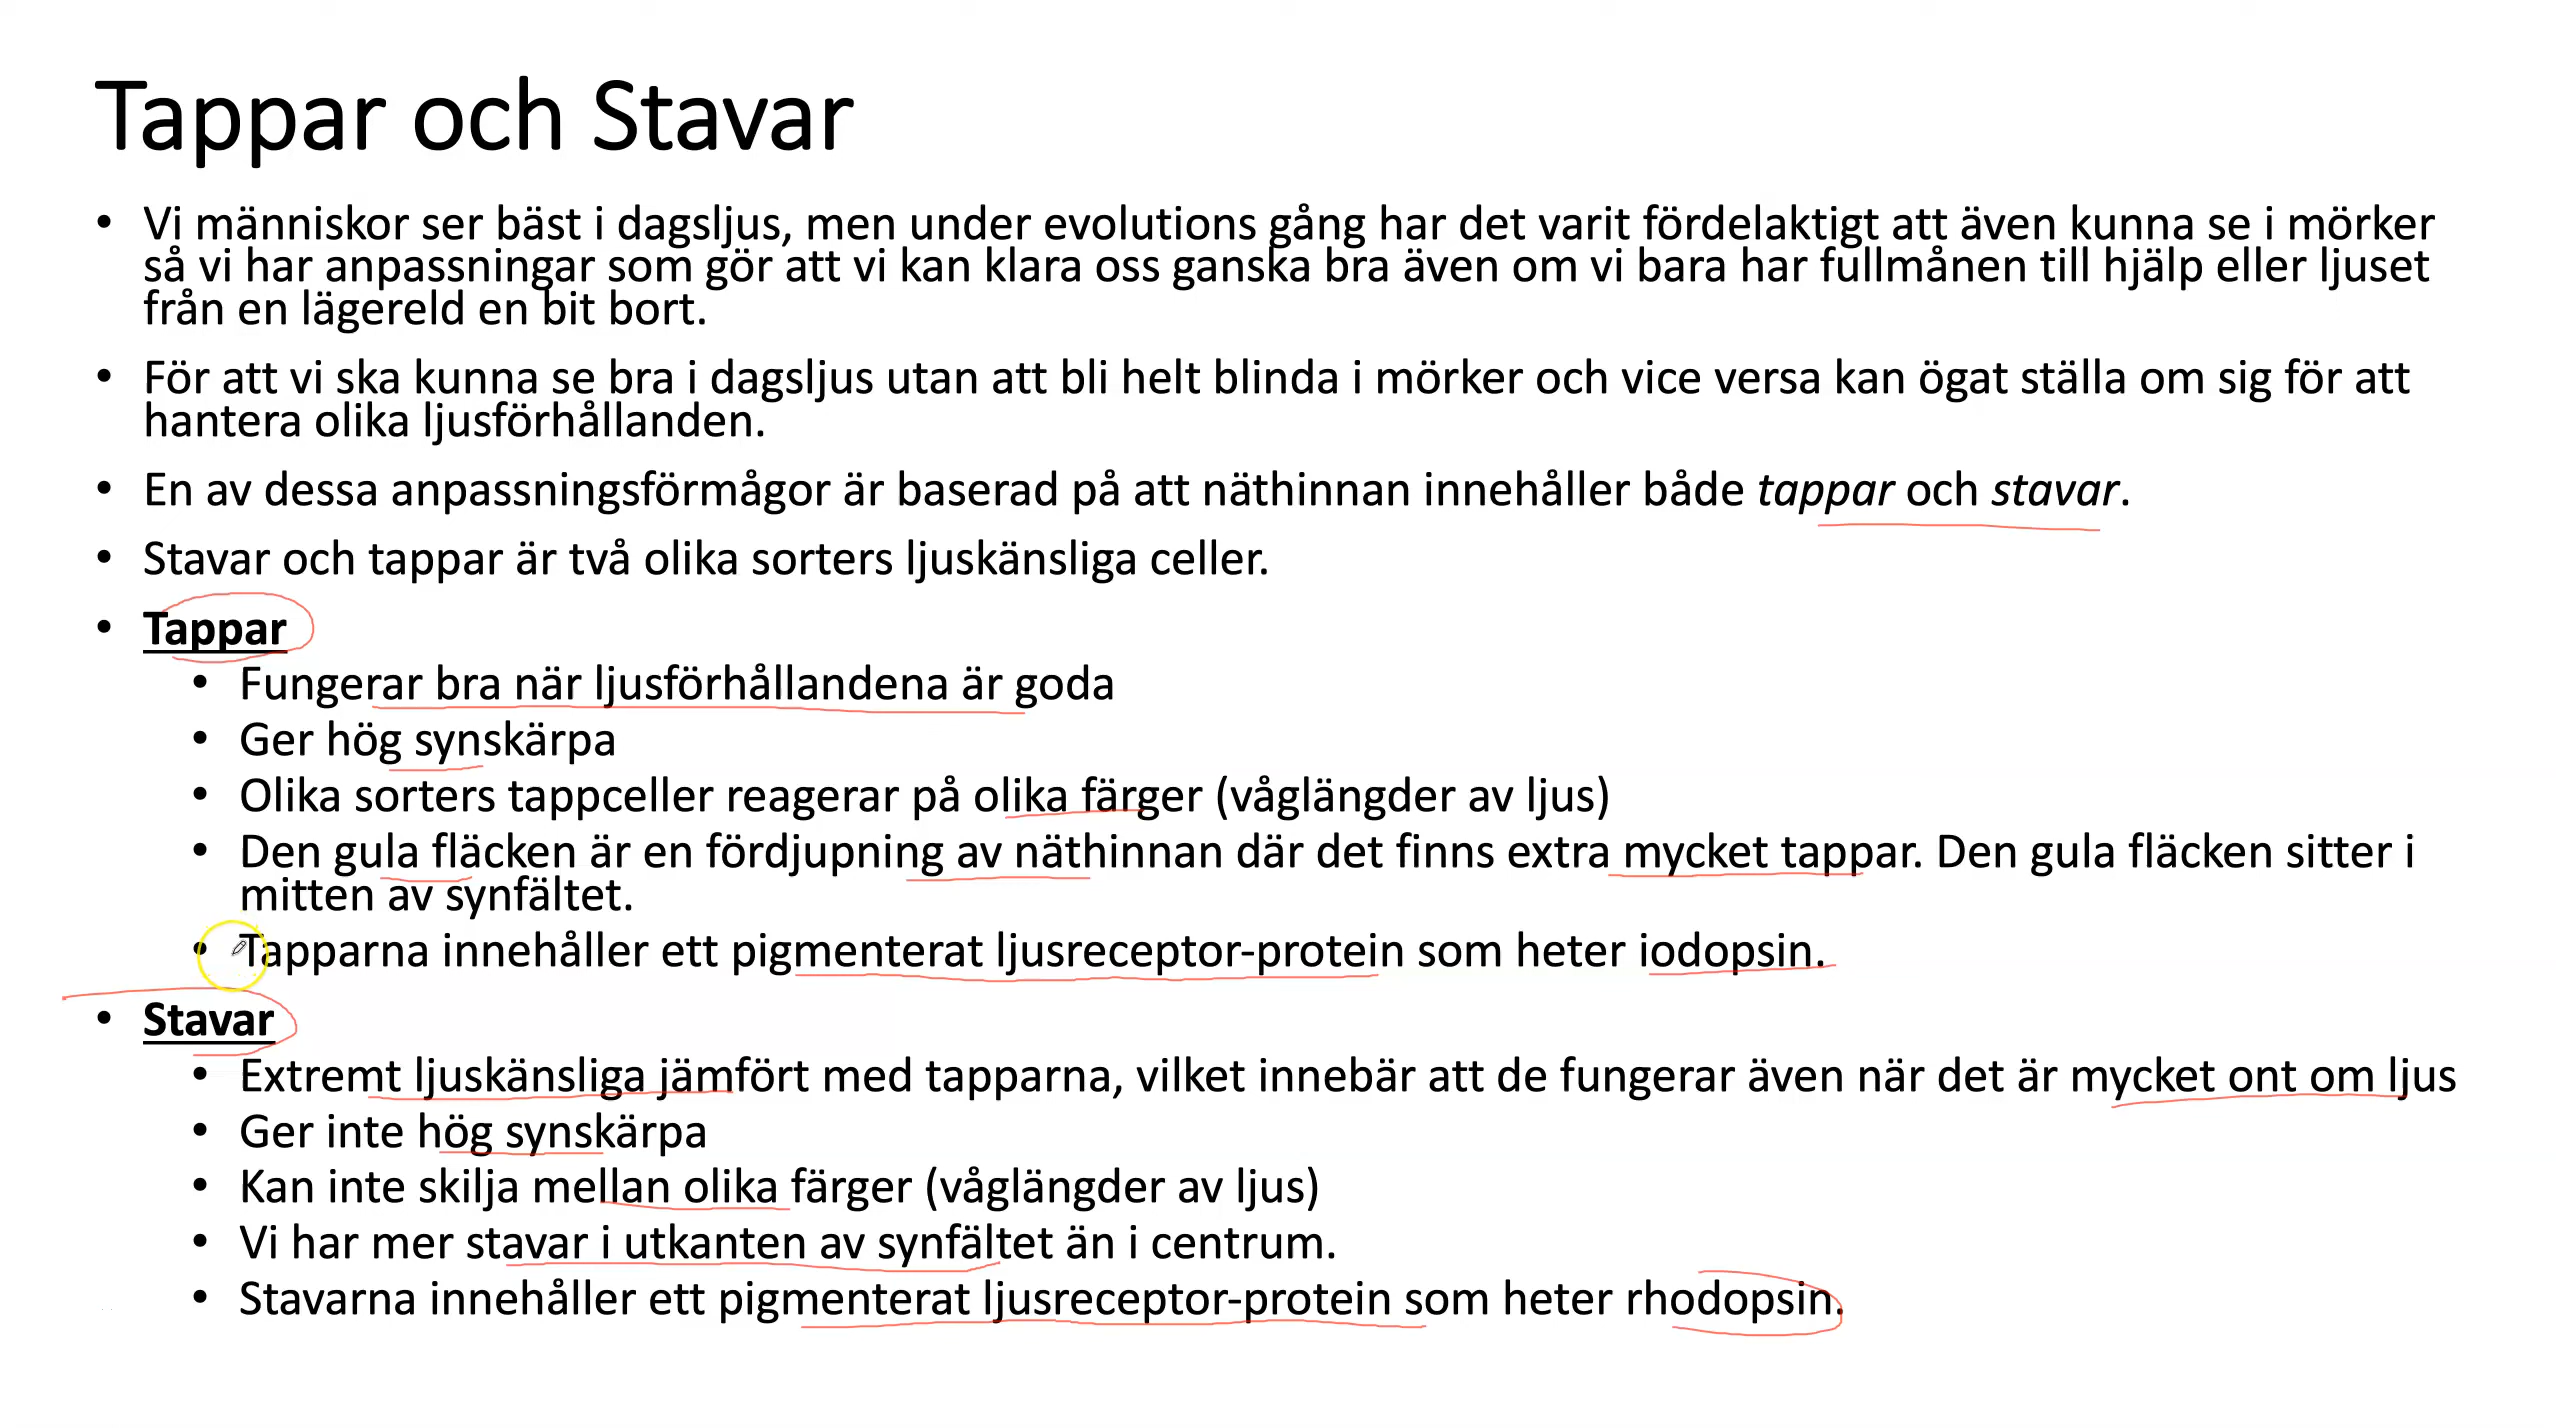 Tappar och Stavar
• Vi människor ser bäst i dagsljus, men under evolutions gång har det varit fördelaktigt att även kunna se i mörker
så vi har anpassningar som gör att vi kan klara oss ganska bra även om vi bara har fullmånen till hjälp eller ljuset
från en lägereld en bit bort.
• För att vi ska kunna se bra i dagsljus utan att bli helt blinda i mörker och vice versa kan ögat ställa om sig för att
hantera olika ljusförhållanden.
• En av dessa anpassningsförmågor är baserad på att näthinnan innehåller både tappar och stavar.
• Stavar och tappar är två olika sorters ljuskänsliga celler.
• Tappar
• Fungerar bra när ljusförhållandena är goda
• Ger hög synskärpa
• Olika sorters tappceller reagerar på olika färger (våglängder av ljus)
• Den gula fläcken är en fördjupning av näthinnan där det finns extra mycket tappar. Den gula fläcken sitter i
mitten av synfältet.
• Tapparna innehåller ett pigmenterat ljusreceptor-protein som heter iodopsin.
• Stavar
• Extremt ljuskänsliga jämfört med tapparna, vilket innebär att de fungerar även när det är mycket ont om ljus
• Ger inte hög synskärpa
• Kan inte skilja mellan olika färger (våglängder av ljus)
• Vi har mer stavar i utkanten av synfältet än i centrum.
• Stavarna innehåller ett pigmenterat ljusreceptor-protein som heter rhodopsin.